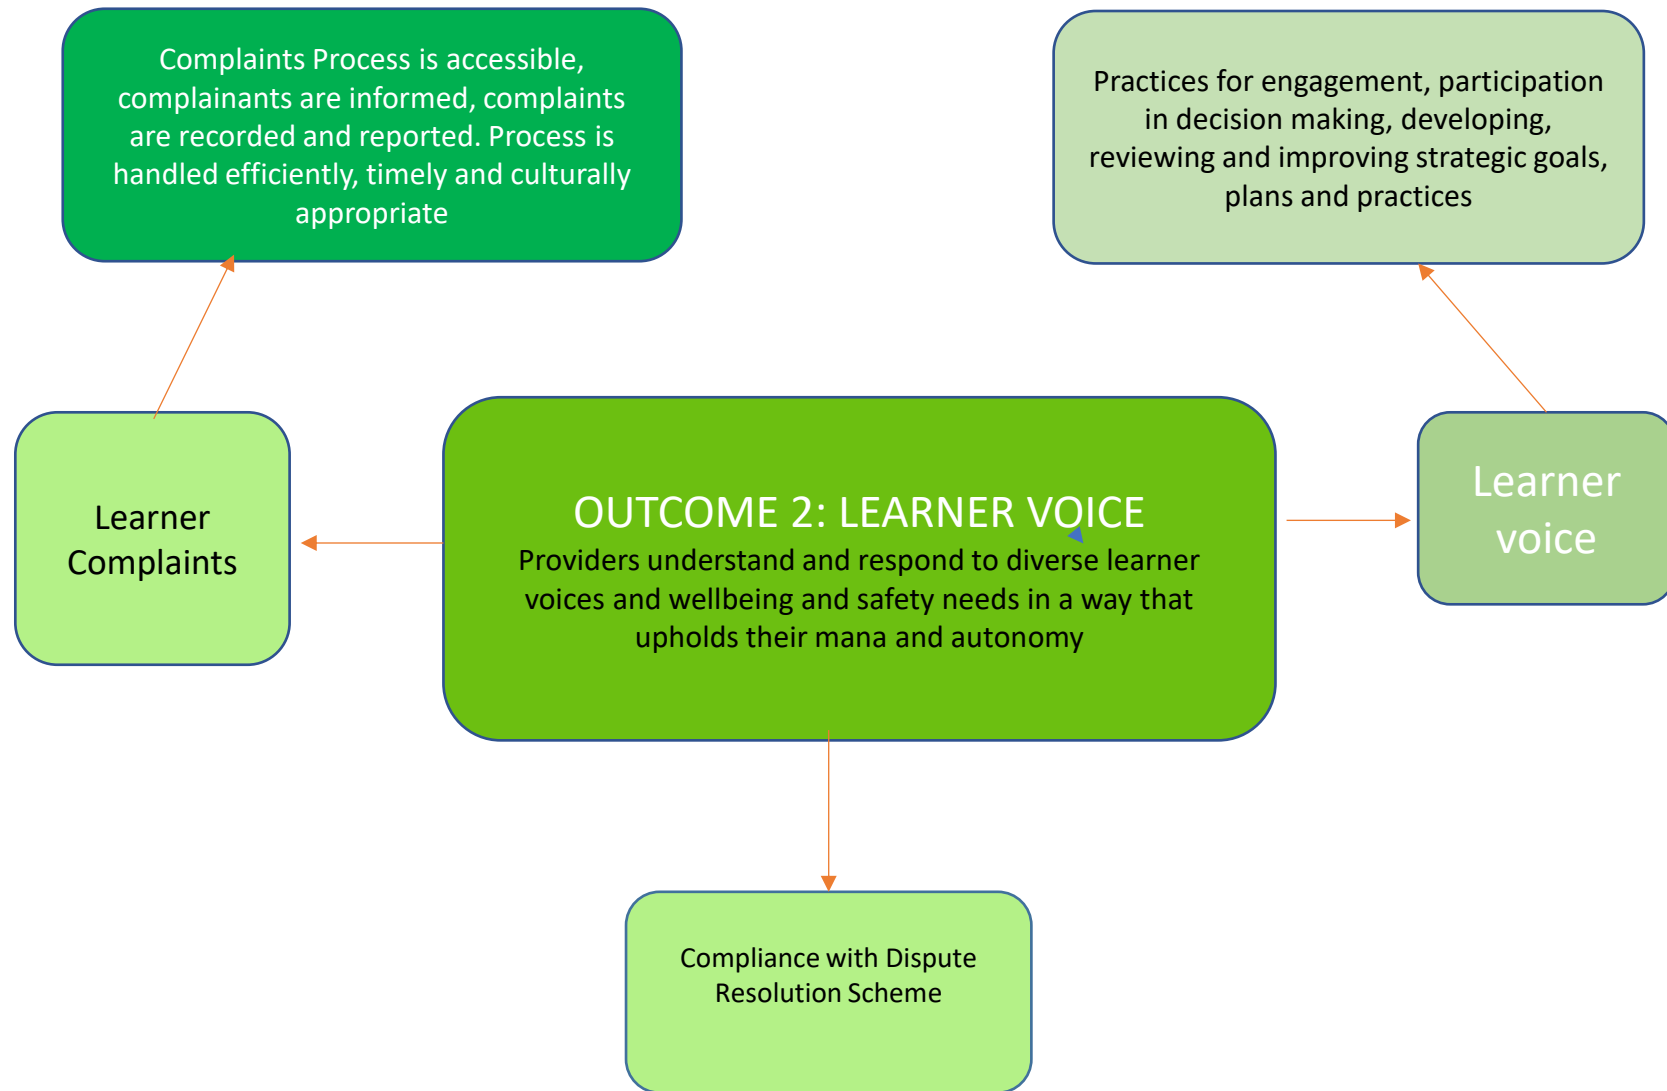 Complaints Process is accessible,
complainants are informed, complaints
are recorded and reported. Process is
handled efficiently, timely and culturally
appropriate
Practices for engagement, participation
in decision making, developing,
reviewing and improving strategic goals,
plans and practices
Learner
Complaints
OUTCOME 2: LEARNER VOICE
Providers understand and respond to diverse learner
voices and wellbeing and safety needs in a way that
upholds their mana and autonomy
Learner
voice
Compliance with Dispute
Resolution Scheme